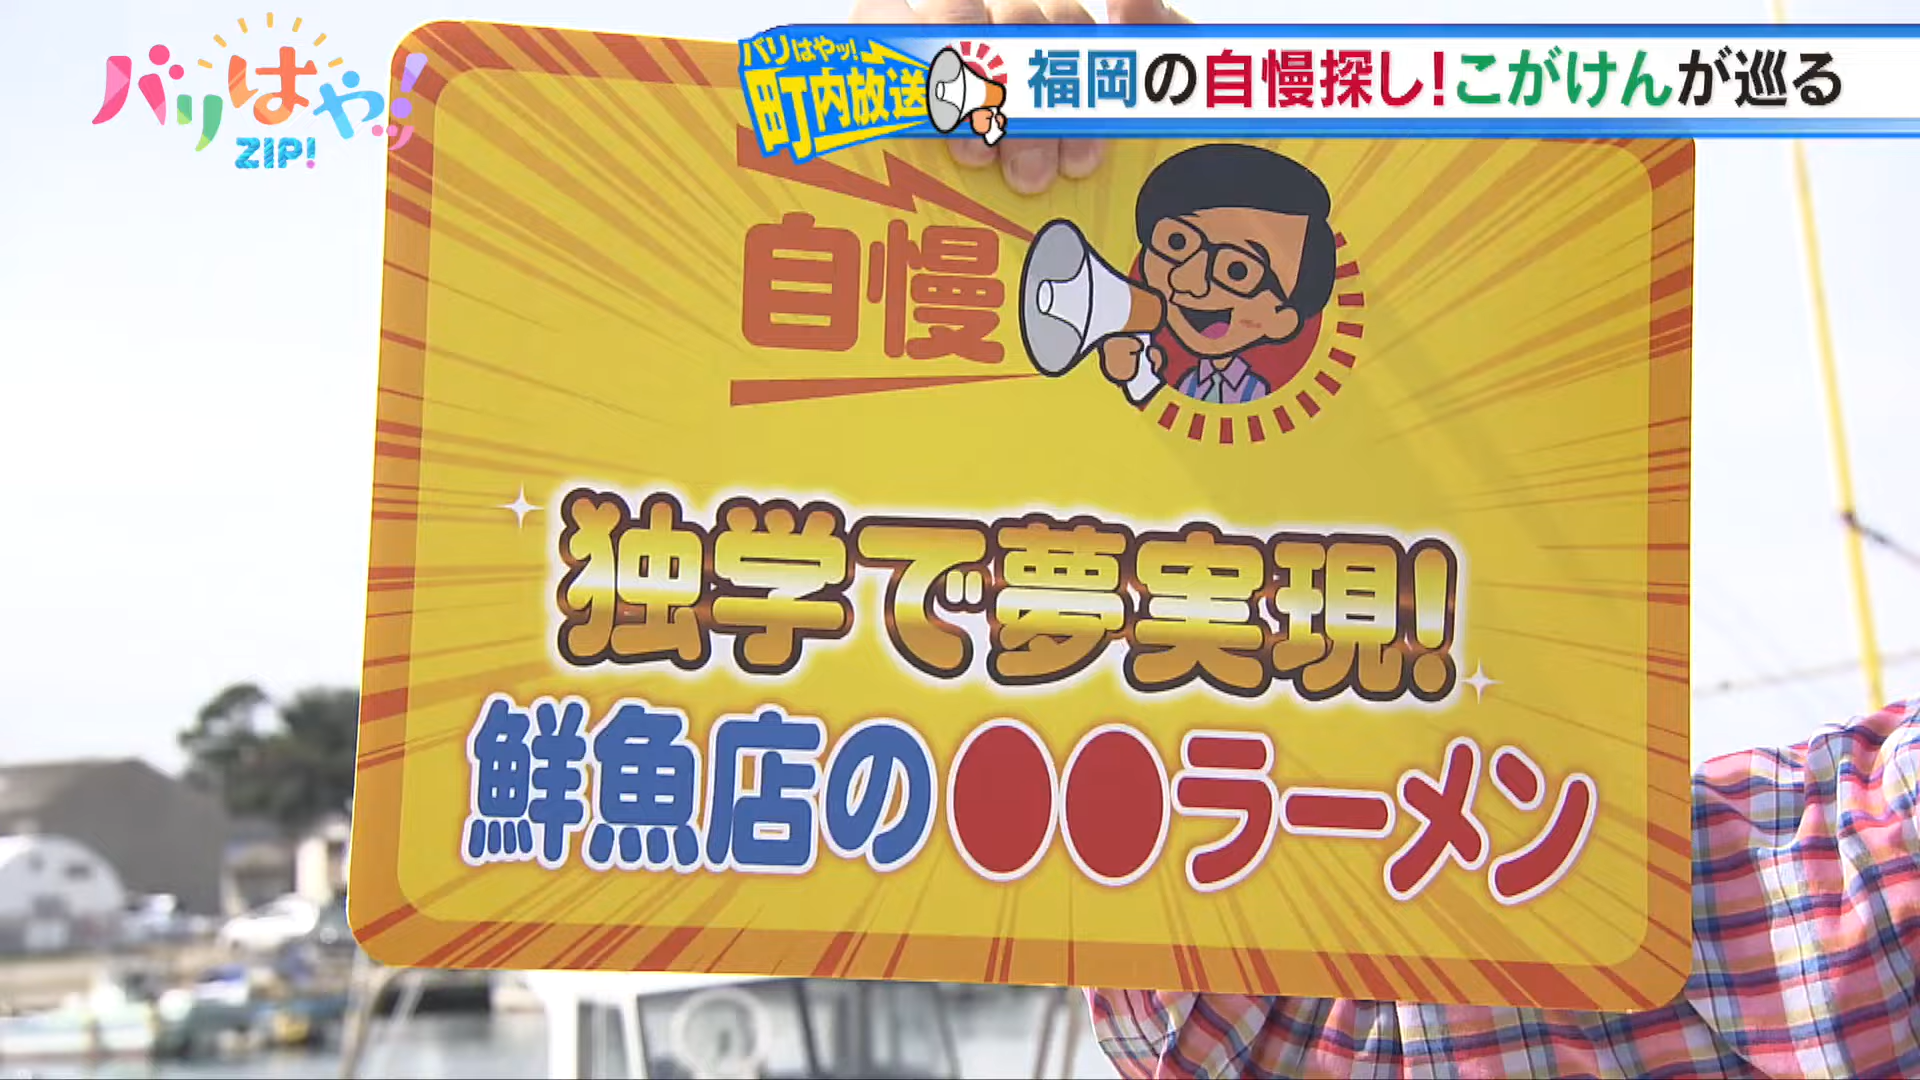 バリはやッ!
ZIP!
バリはやッ!
町内放送
福岡の自慢探し!こがけんが巡る
自慢
独学で夢実現!
鮮魚店の●●ラーメン